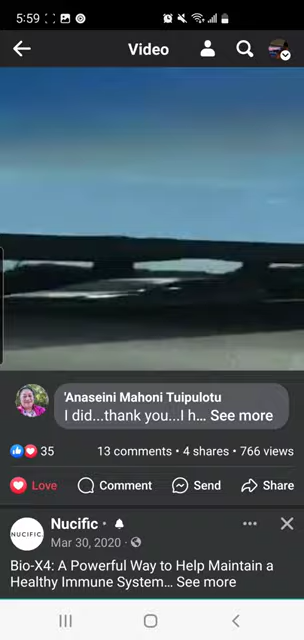 5:59
Video
'Anaseini Mahoni Tuipulotu
I did...thank you...I h... See more
35
13 comments • 4 shares • 766 views
Love
Comment
Send
Share
NUCIFIC
Nucific
Mar 30, 2020
Bio-X4: A Powerful Way to Help Maintain a
Healthy Immune System... See more